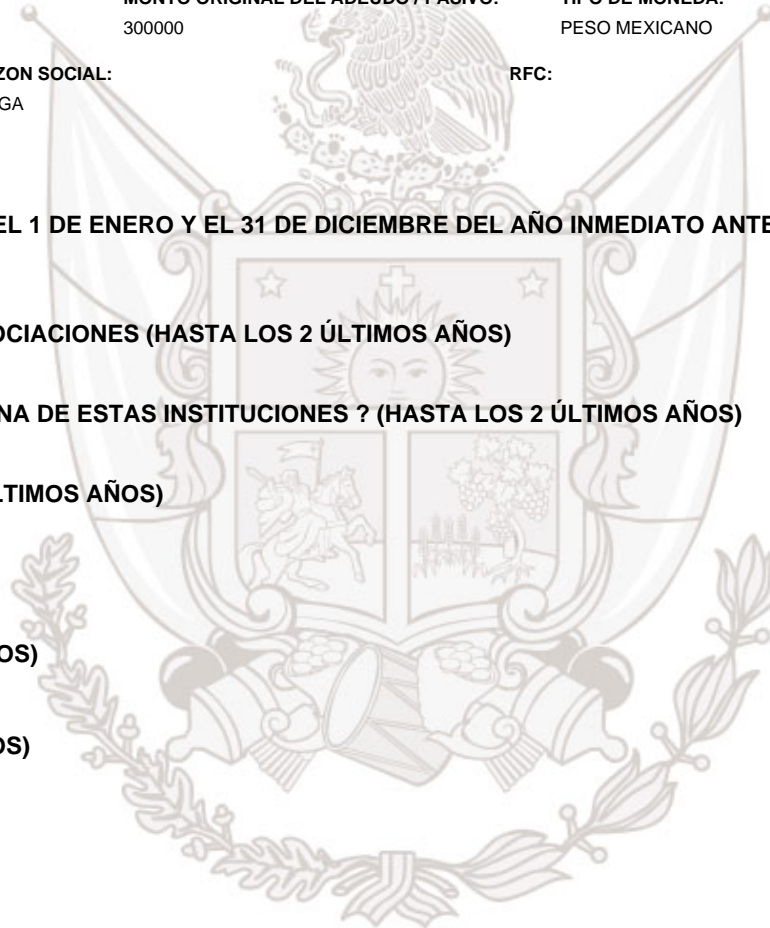 MONTO ORIGINAL DEL ADEUDO / PASIVO: TIPO DE MONEDA:
300000 PESO MEXICANO
ZON SOCIAL: RFC:
GA
EL 1 DE ENERO Y EL 31 DE DICIEMBRE DEL AÑO INMEDIATO ANTE
OCIACIONES (HASTA LOS 2 ÚLTIMOS AÑOS)
NA DE ESTAS INSTITUCIONES ? (HASTA LOS 2 ÚLTIMOS AÑOS)
LTIMOS AÑOS)
OS)
OS)